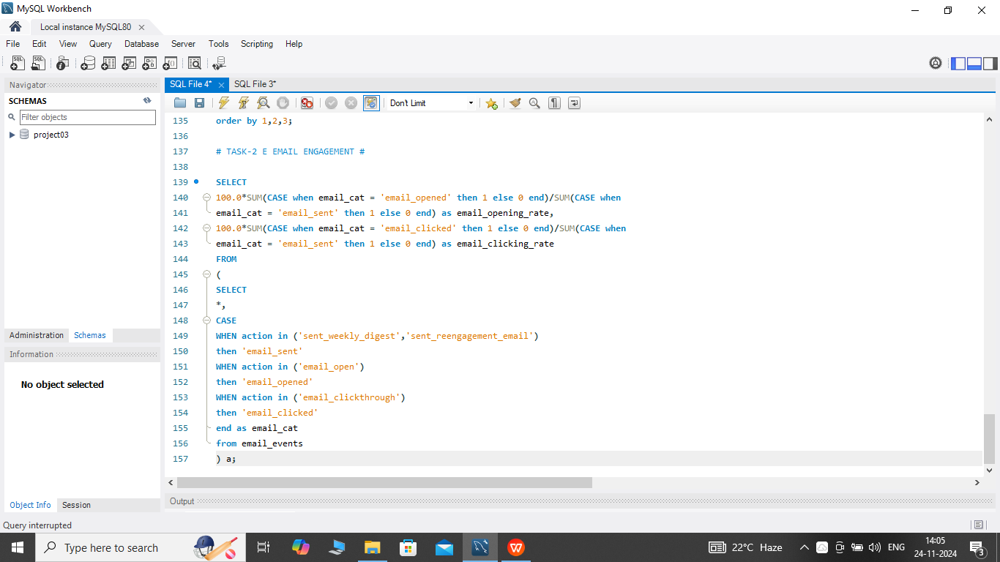 MySQL Workbench
Local instance MySQL80
File Edit View Query Database Server Tools Scripting Help
Navigator
SCHEMAS
Filter objects
project03
Administration Schemas
Information
No object selected
Object Info Session
SQL File 4* SQL File 3*
Don't Limit
135 order by 1,2,3;
136
137 # TASK-2 E EMAIL ENGAGEMENT #
138
139 SELECT
140 100.0*SUM(CASE when email_cat = 'email_opened' then 1 else 0 end)/SUM(CASE when
141 email_cat = 'email_sent' then 1 else 0 end) as email_opening_rate,
142 100.0*SUM(CASE when email_cat = 'email_clicked' then 1 else 0 end)/SUM(CASE when
143 email_cat = 'email_sent' then 1 else 0 end) as email_clicking_rate
144 FROM
145 (
146 SELECT
147 *,
148 CASE
149 WHEN action in ('sent_weekly_digest','sent_reengagement_email')
150 then 'email_sent'
151 WHEN action in ('email_open')
152 then 'email_opened'
153 WHEN action in ('email_clickthrough')
154 then 'email_clicked'
155 end as email_cat
156 from email_events
157 ) a;
Output
Query interrupted
Type here to search
22°C Haze
ENG
14:05
24-11-2024
3